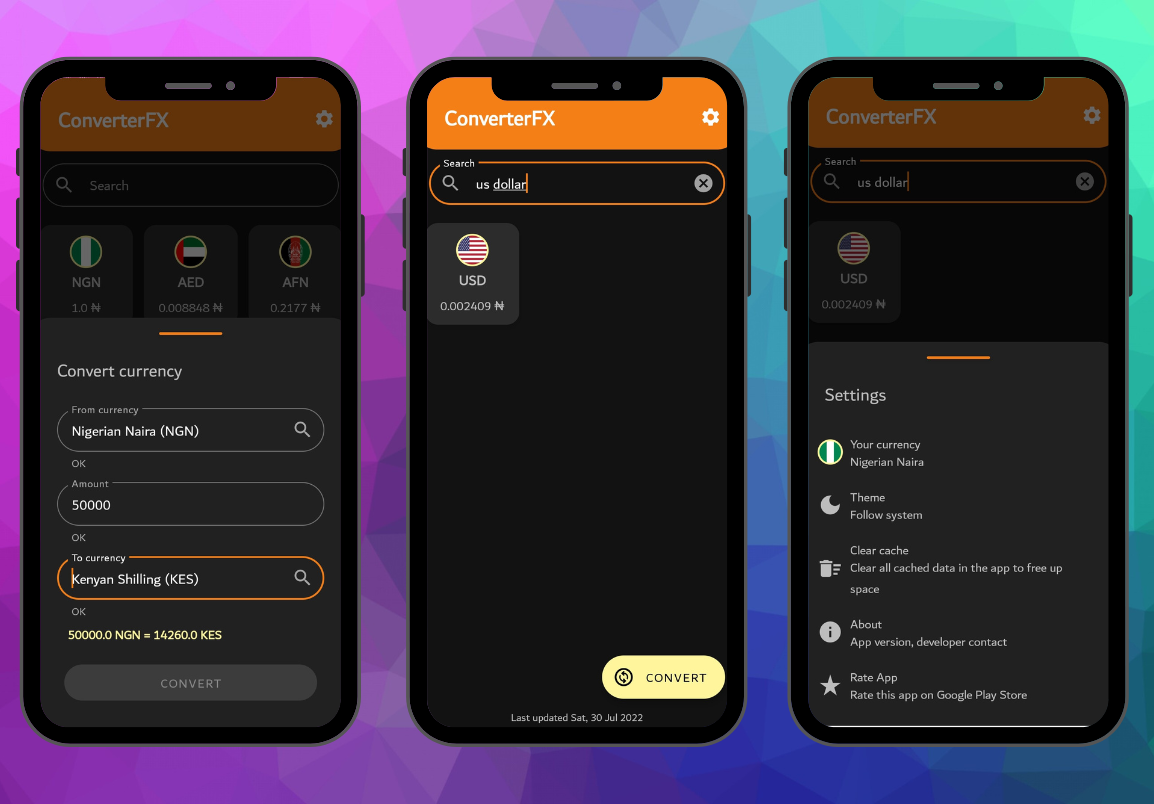 ConverterFX
Search
NGN
AED
AFN
1.0 ₦
0.008848 ₦
0.2177 ₦
Convert currency
From currency
Nigerian Naira (NGN)
OK
Amount
50000
OK
To currency
Kenyan Shilling (KES)
OK
50000.0 NGN = 14260.0 KES
CONVERT
ConverterFX
Search
us dollar
USD
0.002409 ₦
CONVERT
Last updated Sat, 30 Jul 2022
ConverterFX
Search
us dollar
USD
0.002409 ₦
Settings
Your currency
Nigerian Naira
Theme
Follow system
Clear cache
Clear all cached data in the app to free up
space
About
App version, developer contact
Rate App
Rate this app on Google Play Store